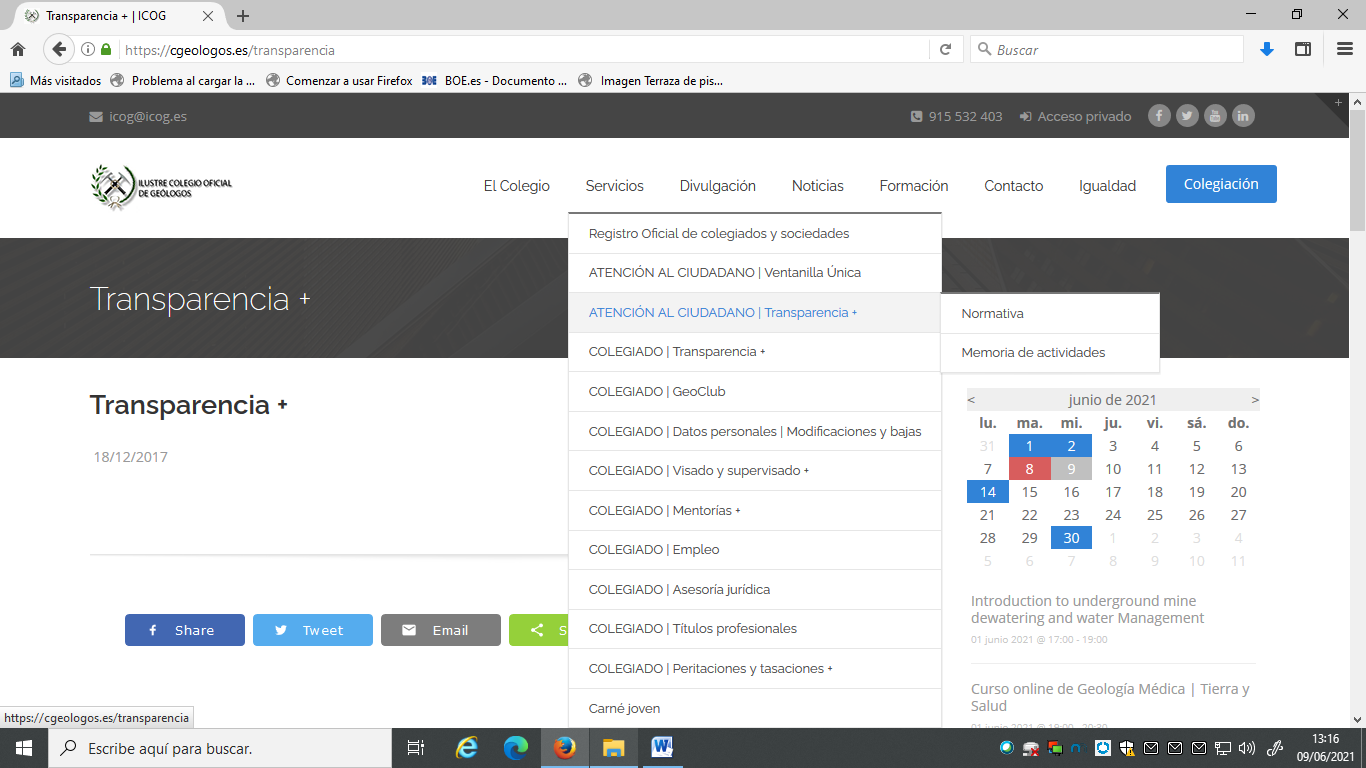 Transparencia + | ICOG
https://cgeologos.es/transparencia
Buscar
Más visitados
Problema al cargar la ...
Comenzar a usar Firefox
BOE.es - Documento ...
Imagen Terraza de pis...
icog@icog.es
915 532 403
Acceso privado
ILUSTRE COLEGIO OFICIAL
DE GEÓLOGOS
El Colegio
Servicios
Divulgación
Noticias
Formación
Contacto
Igualdad
Colegiación
Registro Oficial de colegiados y sociedades
ATENCIÓN AL CIUDADANO | Ventanilla Única
ATENCIÓN AL CIUDADANO | Transparencia +
COLEGIADO | Transparencia +
COLEGIADO | GeoClub
COLEGIADO | Datos personales | Modificaciones y bajas
COLEGIADO | Visado y supervisado +
COLEGIADO | Mentorías +
COLEGIADO | Empleo
COLEGIADO | Asesoría jurídica
COLEGIADO | Títulos profesionales
COLEGIADO | Peritaciones y tasaciones +
Carné joven
Normativa
Memoria de actividades
Transparencia +
Transparencia +
18/12/2017
Share
Tweet
Email
S
< junio de 2021 >
lu. ma. mi. ju. vi. sá. do.
31 1 2 3 4 5 6
7 8 9 10 11 12 13
14 15 16 17 18 19 20
21 22 23 24 25 26 27
28 29 30 1 2 3 4
5 6 7 8 9 10 11
Introduction to underground mine
dewatering and water Management
01 junio 2021 @ 17:00 - 19:00
Curso online de Geología Médica | Tierra y
Salud
01 junio 2021 @ 19:00 - 20:30
https://cgeologos.es/transparencia
Escribe aquí para buscar.
13:16
09/06/2021